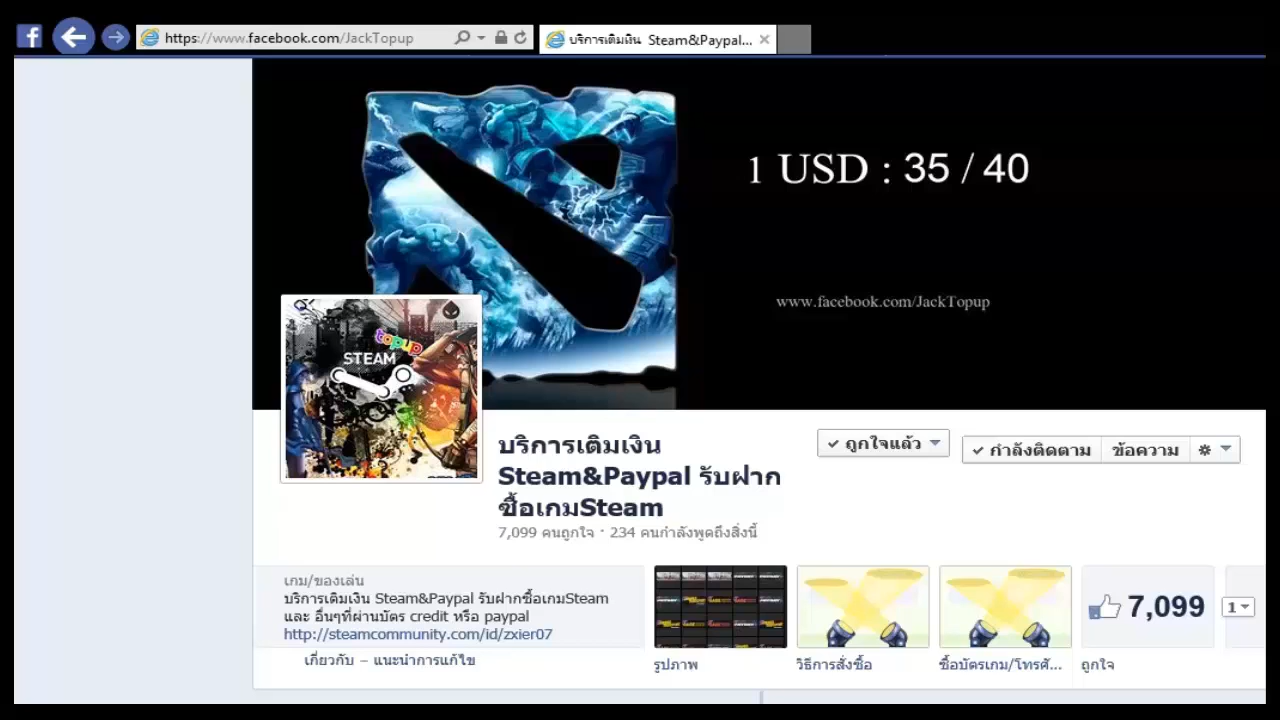 https://www.facebook.com/JackTopup
บริการเติมเงิน Steam&Paypal...
1 USD : 35 / 40
www.facebook.com/JackTopup
topup
STEAM
บริการเติมเงิน
Steam&Paypal รับฝาก
ซื้อเกมSteam
7,099 คนถูกใจ · 234 คนกำลังพูดถึงสิ่งนี้
ถูกใจแล้ว
กำลังติดตาม
ข้อความ
เกม/ของเล่น
บริการเติมเงิน Steam&Paypal รับฝากซื้อเกมSteam
และ อื่นๆที่ผ่านบัตร credit หรือ paypal
http://steamcommunity.com/id/zxier07
เกี่ยวกับ – แนะนำการแก้ไข
รูปภาพ
วิธีการสั่งซื้อ
ซื้อบัตรเกม/โทรศั...
7,099
ถูกใจ
1